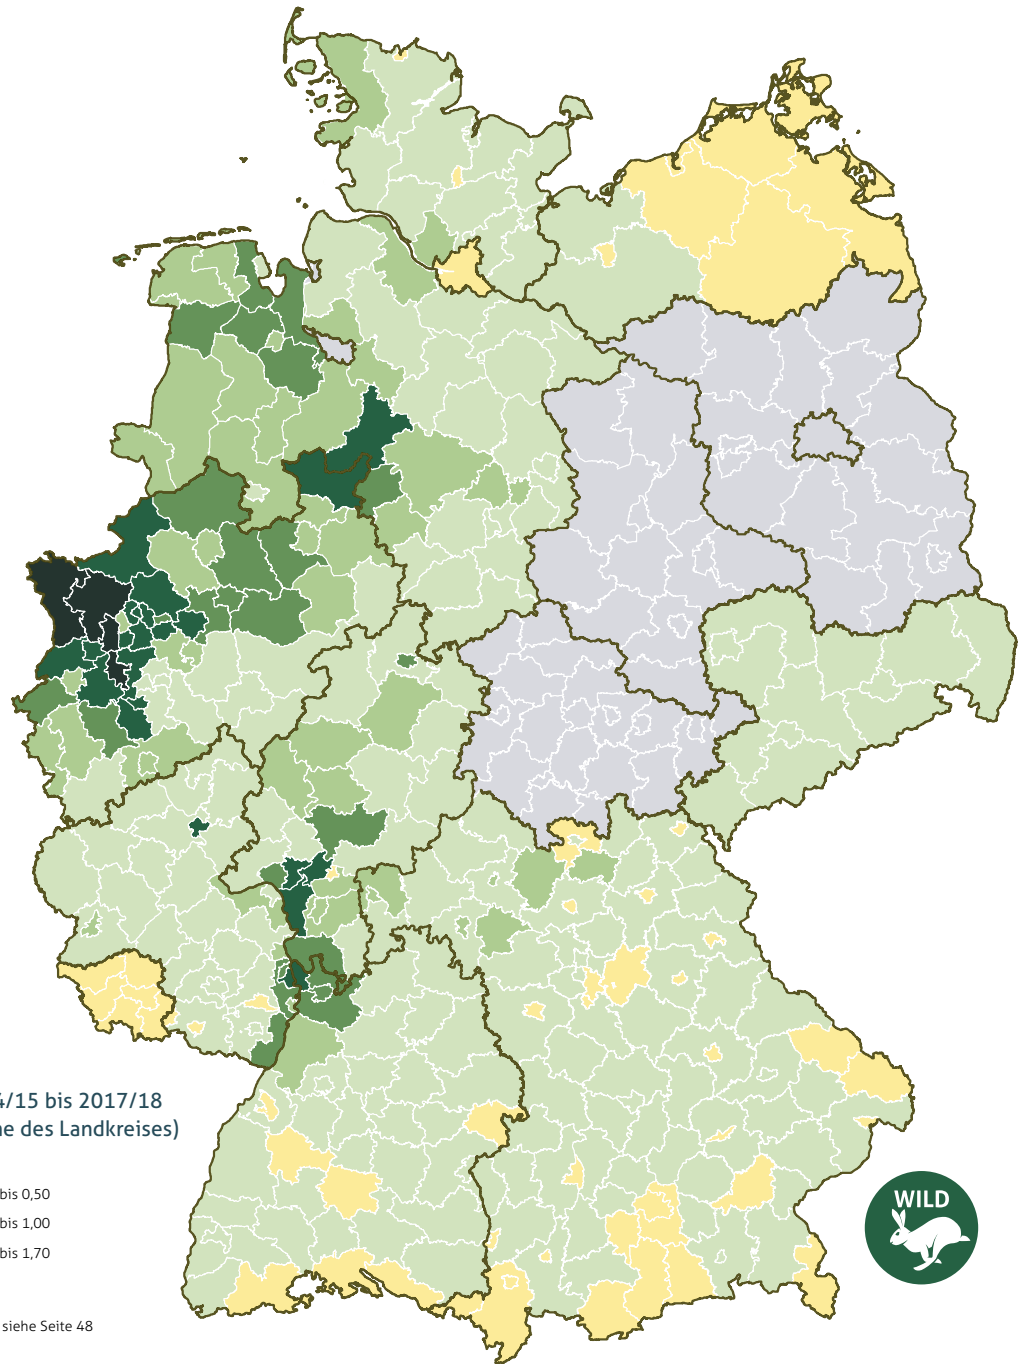 4/15 bis 2017/18
e des Landkreises)
bis 0,50
bis 1,00
bis 1,70
siehe Seite 48
WILD